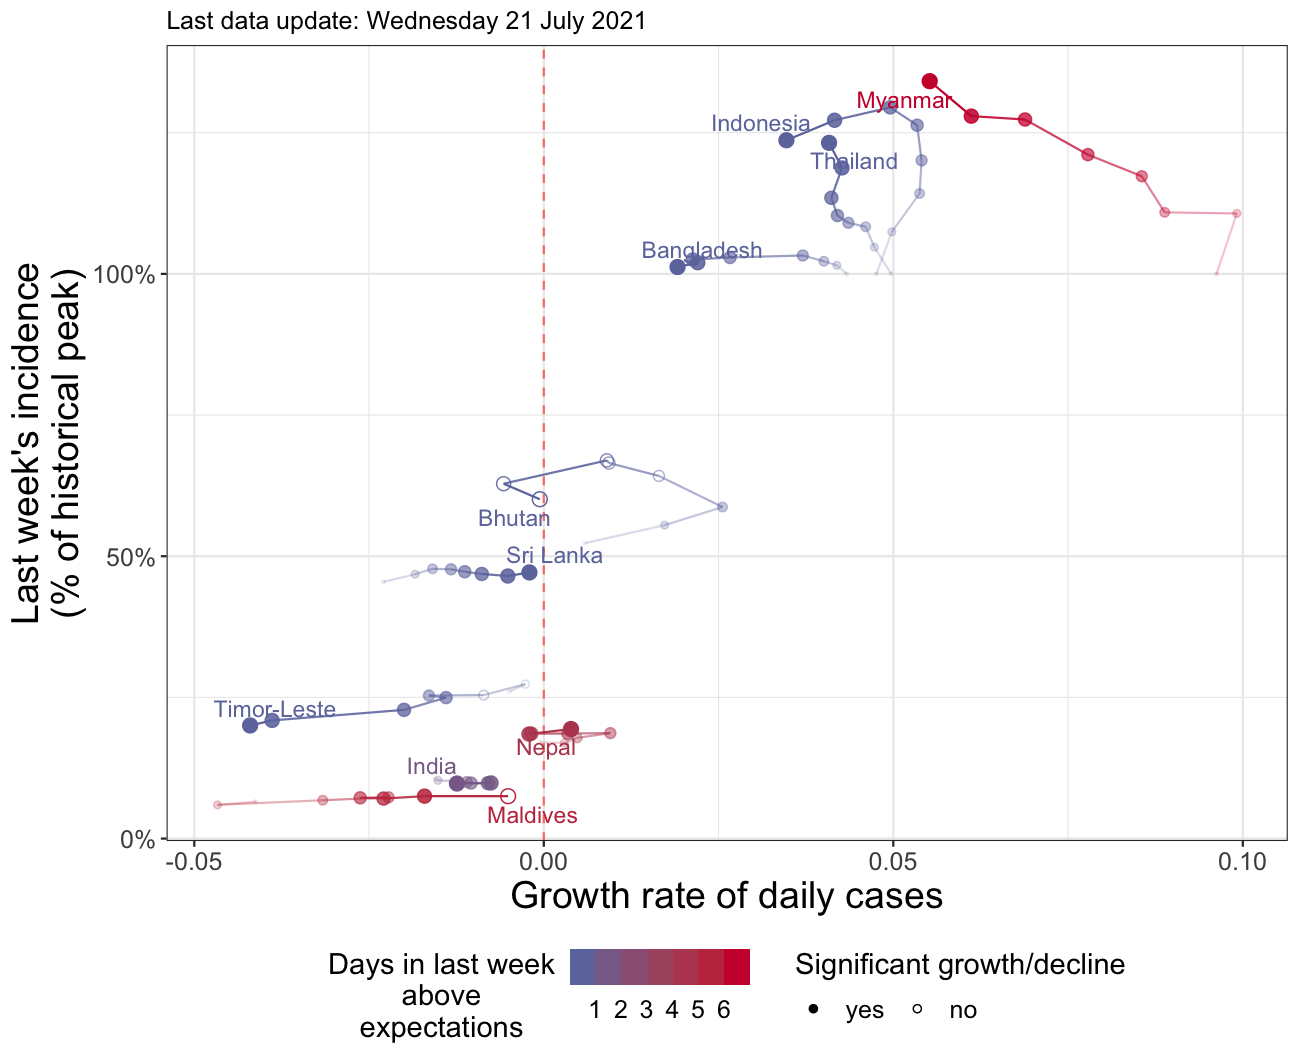 Last data update: Wednesday 21 July 2021
Last week's incidence
(% of historical peak)
100%
50%
0%
Myanmar
Indonesia
Thailand
Bangladesh
Bhutan
Sri Lanka
Timor-Leste
Nepal
India
Maldives
-0.05 0.00 0.05 0.10
Growth rate of daily cases
Days in last week
above
expectations
1 2 3 4 5 6
Significant growth/decline
yes no